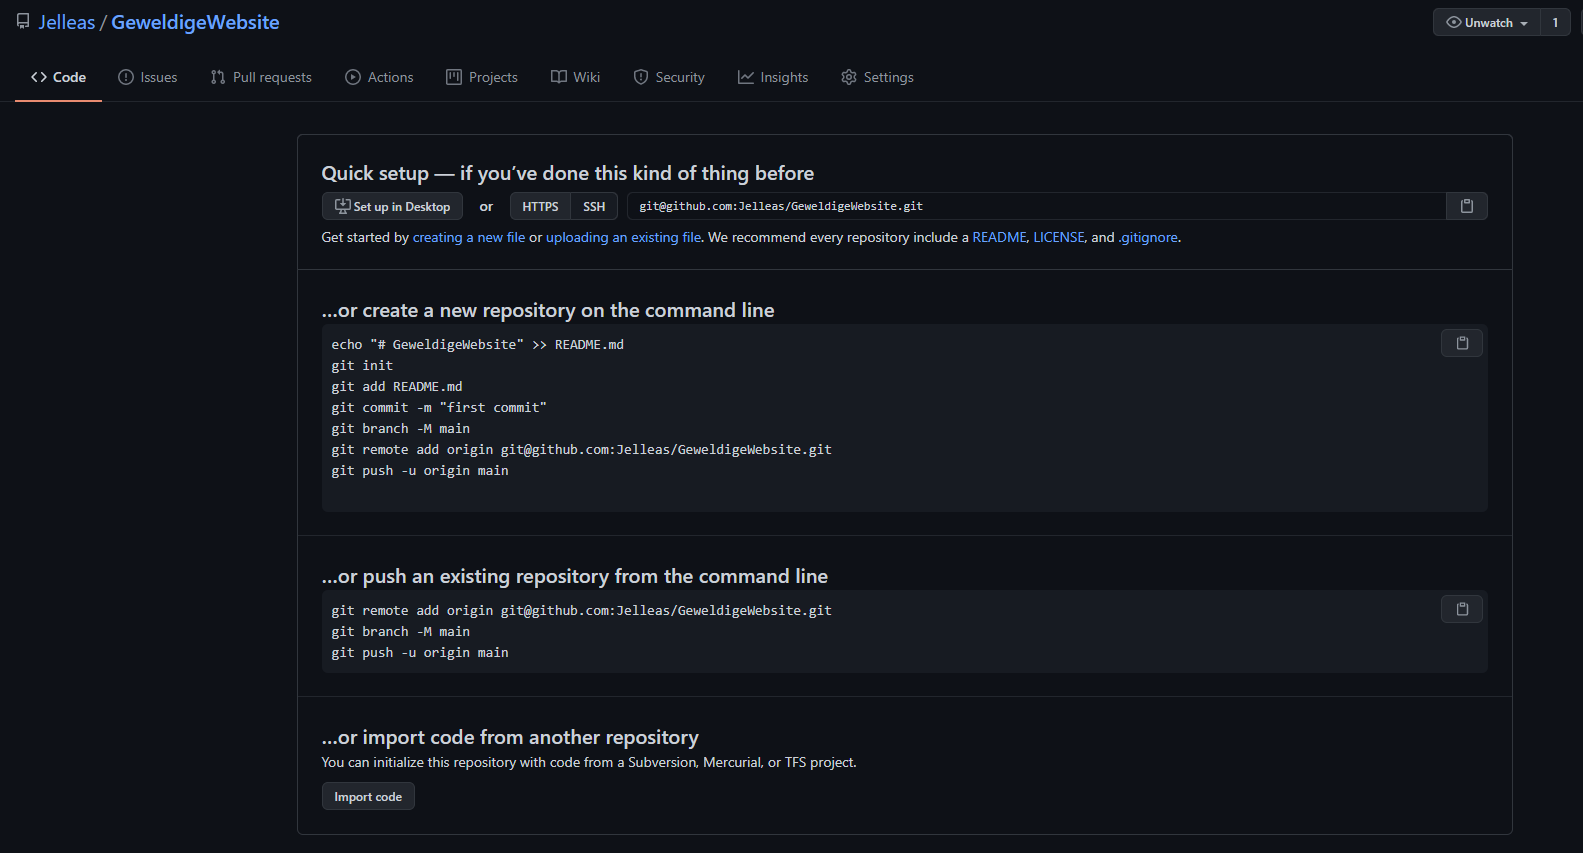 Jelleas / GeweldigeWebsite
Unwatch 1
Code Issues Pull requests Actions Projects Wiki Security Insights Settings
Quick setup — if you’ve done this kind of thing before
Set up in Desktop or HTTPS SSH git@github.com:Jelleas/GeweldigeWebsite.git
Get started by creating a new file or uploading an existing file. We recommend every repository include a README, LICENSE, and .gitignore.
…or create a new repository on the command line
echo "# GeweldigeWebsite" >> README.md
git init
git add README.md
git commit -m "first commit"
git branch -M main
git remote add origin git@github.com:Jelleas/GeweldigeWebsite.git
git push -u origin main
…or push an existing repository from the command line
git remote add origin git@github.com:Jelleas/GeweldigeWebsite.git
git branch -M main
git push -u origin main
…or import code from another repository
You can initialize this repository with code from a Subversion, Mercurial, or TFS project.
Import code